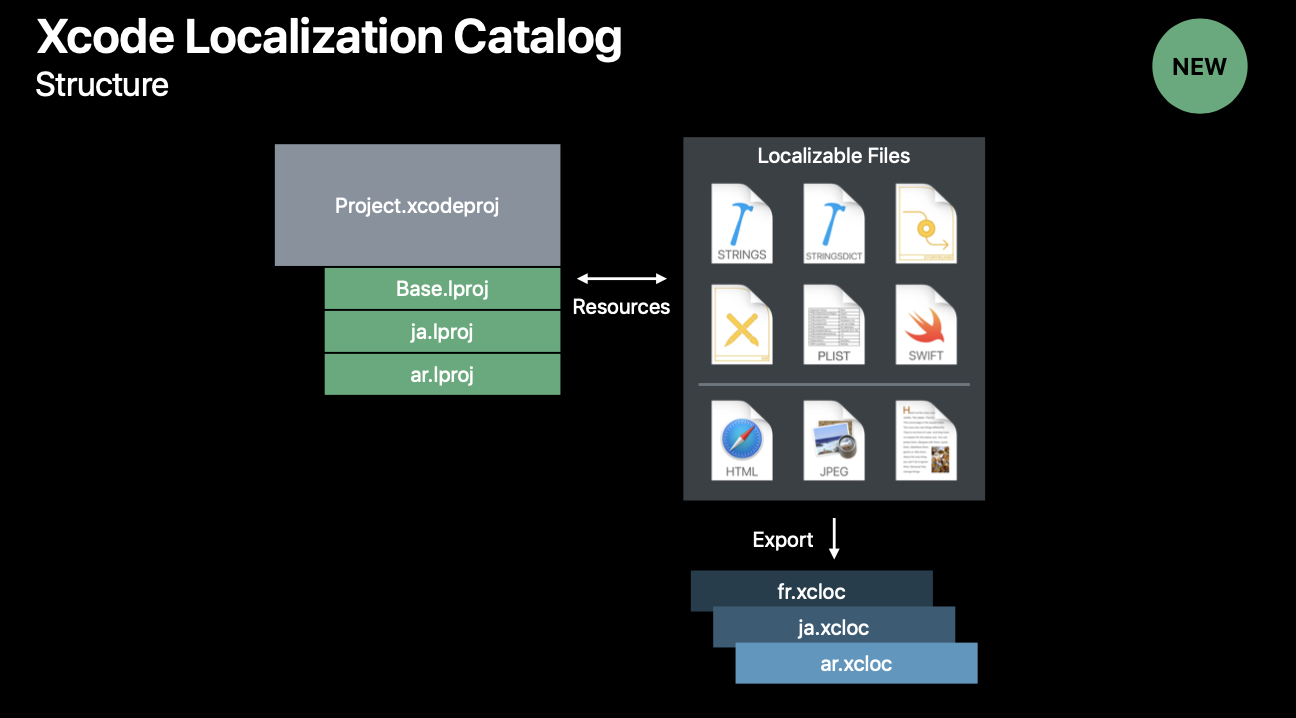 Xcode Localization Catalog
Structure
NEW
Project.xcodeproj
Base.lproj
ja.lproj
ar.lproj
Resources
Localizable Files
STRINGS
STRINGSDICT
PLIST
SWIFT
HTML
JPEG
Export
fr.xcloc
ja.xcloc
ar.xcloc